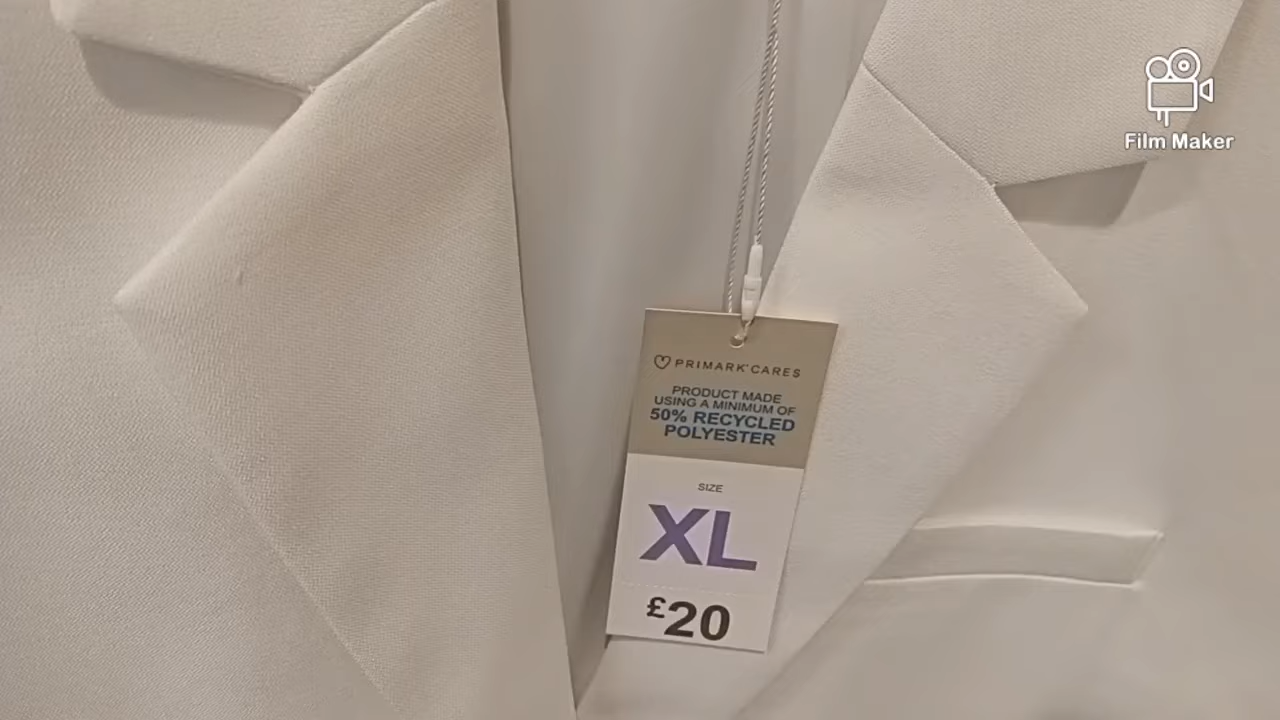 Film Maker
PRIMARK® CARES
PRODUCT MADE
USING A MINIMUM OF
50% RECYCLED
POLYESTER
SIZE
XL
£20